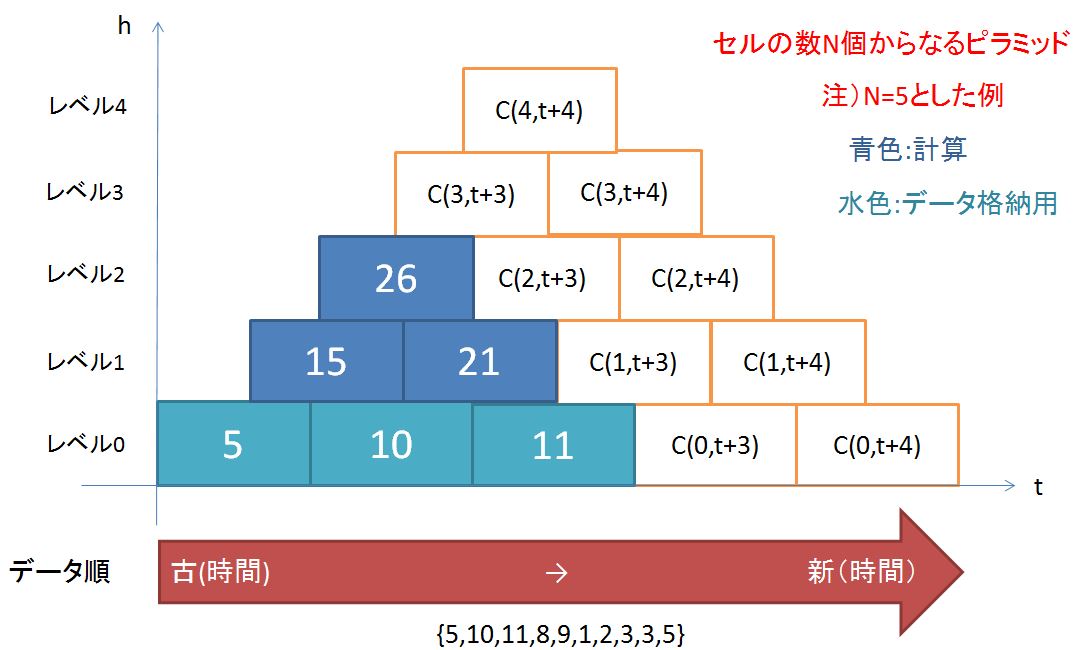 h
セルの数N個からなるピラミッド
注）N=5とした例
青色:計算
水色:データ格納用
レベル4
C(4,t+4)
レベル3
C(3,t+3)
C(3,t+4)
レベル2
26
C(2,t+3)
C(2,t+4)
レベル1
15
21
C(1,t+3)
C(1,t+4)
レベル0
5
10
11
C(0,t+3)
C(0,t+4)
t
データ順
古(時間)
→
新（時間）
{5,10,11,8,9,1,2,3,3,5}